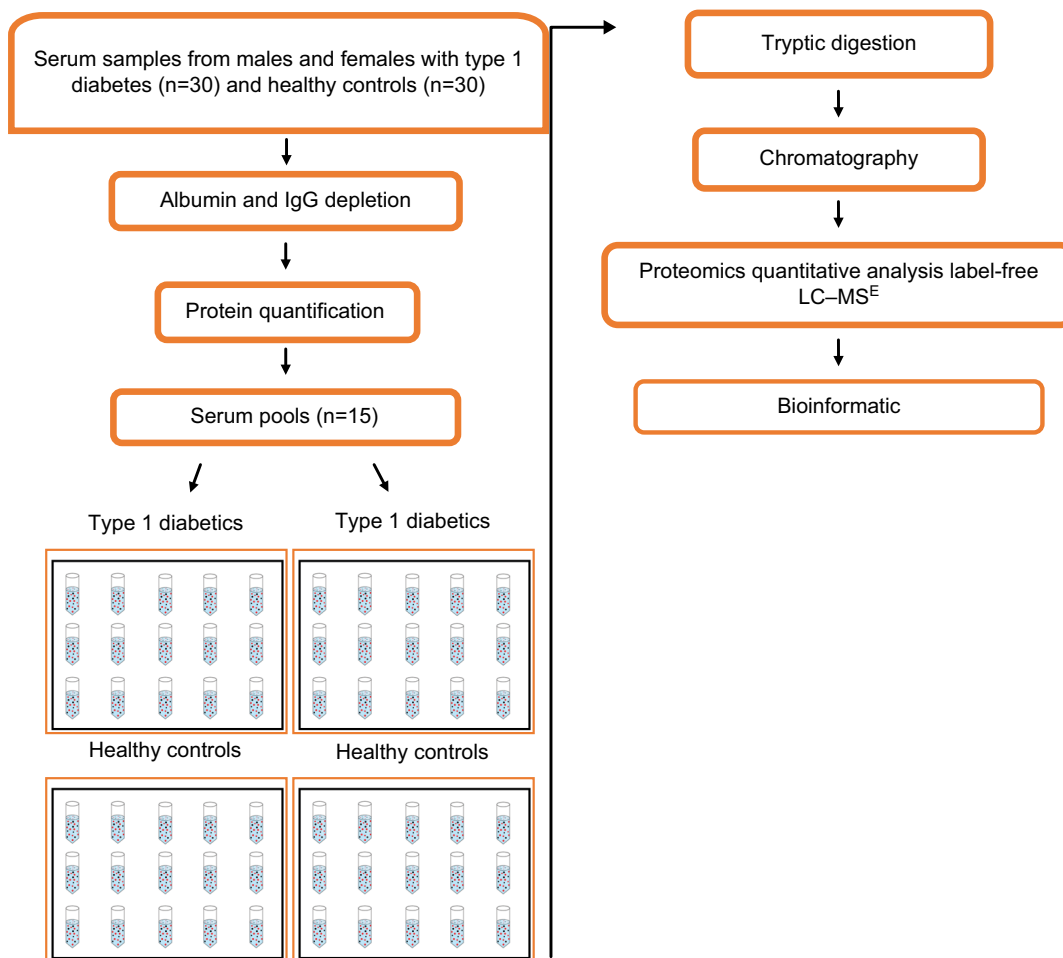 Serum samples from males and females with type 1
diabetes (n=30) and healthy controls (n=30)
Albumin and IgG depletion
Protein quantification
Serum pools (n=15)
Type 1 diabetics
Type 1 diabetics
Healthy controls
Healthy controls
Tryptic digestion
Chromatography
Proteomics quantitative analysis label-free
LC–MSᴱ
Bioinformatic